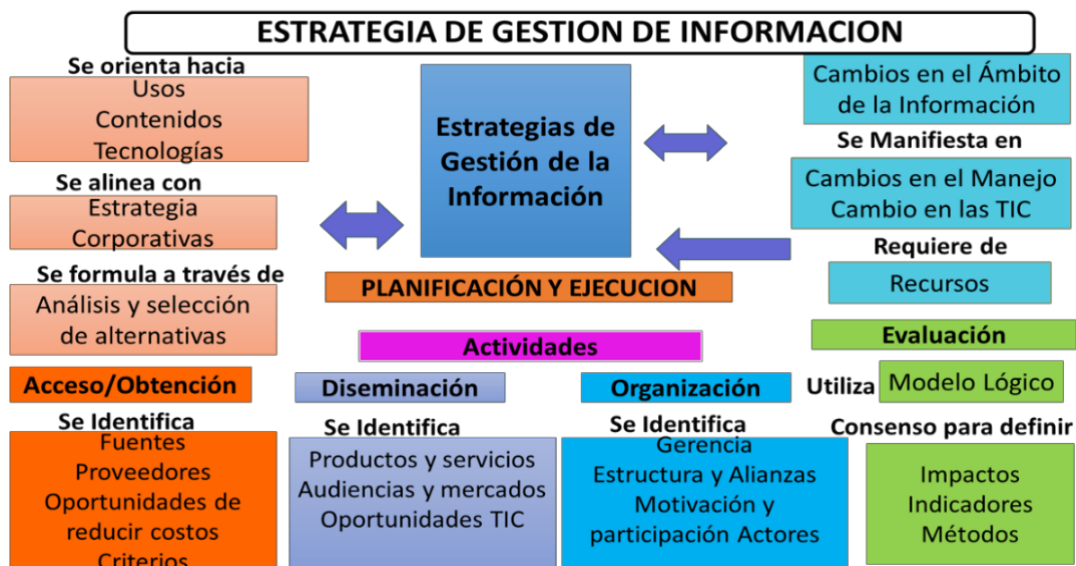 ESTRATEGIA DE GESTION DE INFORMACION
Se orienta hacia
Usos
Contenidos
Tecnologías
Se alinea con
Estrategia
Corporativas
Se formula a través de
Análisis y selección
de alternativas
Estrategias de
Gestión de la
Información
Cambios en el Ámbito
de la Información
Se Manifiesta en
Cambios en el Manejo
Cambio en las TIC
Requiere de
Recursos
PLANIFICACIÓN Y EJECUCION
Actividades
Acceso/Obtención
Se Identifica
Fuentes
Proveedores
Oportunidades de
reducir costos
Criterios
Diseminación
Se Identifica
Productos y servicios
Audiencias y mercados
Oportunidades TIC
Organización
Se Identifica
Gerencia
Estructura y Alianzas
Motivación y
participación Actores
Evaluación
Utiliza
Modelo Lógico
Consenso para definir
Impactos
Indicadores
Métodos